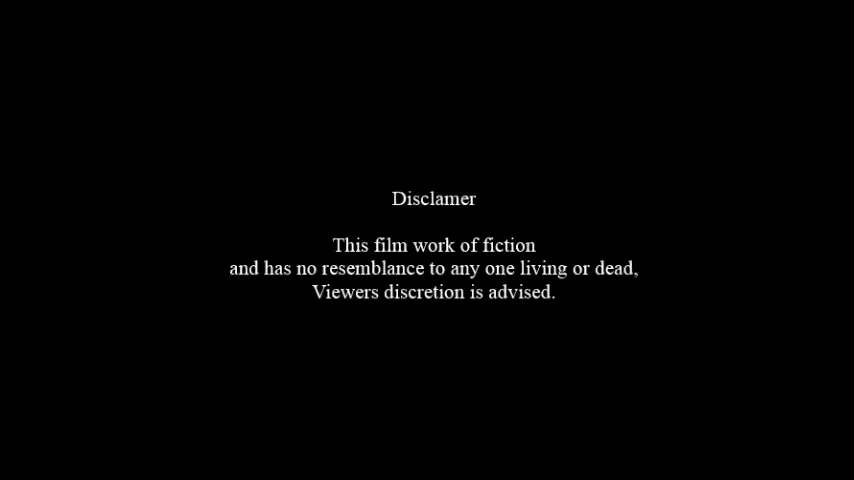 Disclamer
This film work of fiction
and has no resemblance to any one living or dead,
Viewers discretion is advised.